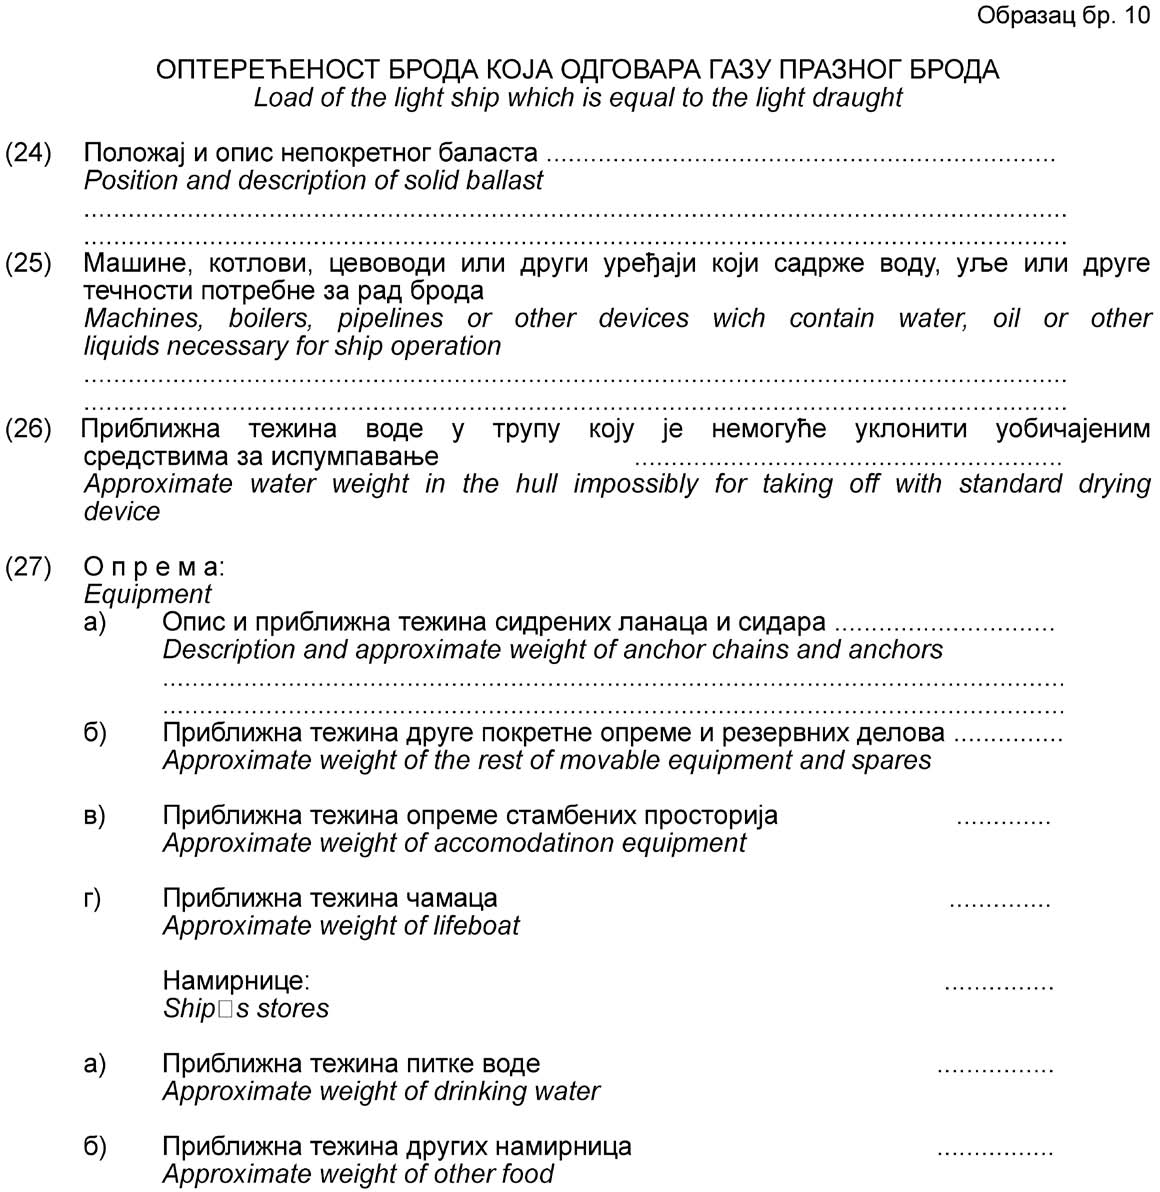 Образац бр. 10
ОПТЕРЕЋЕНОСТ БРОДА КОЈА ОДГОВАРА ГАЗУ ПРАЗНОГ БРОДА
Load of the light ship which is equal to the light draught
(24) Положај и опис непокретног баласта ......................................................................
Position and description of solid ballast
.......................................................................................................................................
.......................................................................................................................................
(25) Машине, котлови, цевоводи или други уређаји који садрже воду, уље или друге
течности потребне за рад брода
Machines, boilers, pipelines or other devices wich contain water, oil or other
liquids necessary for ship operation
.......................................................................................................................................
.......................................................................................................................................
(26) Приближна тежина воде у трупу коју је немогуће уклонити уобичајеним
средствима за испумпавање ..........................................................
Approximate water weight in the hull impossibly for taking off with standard drying
device
(27) О п р е м а:
Equipment
а) Опис и приближна тежина сидрених ланаца и сидара ..............................
Description and approximate weight of anchor chains and anchors
............................................................................................................................
............................................................................................................................
б) Приближна тежина друге покретне опреме и резервних делова ...............
Approximate weight of the rest of movable equipment and spares
в) Приближна тежина опреме стамбених просторија .............
Approximate weight of accomodatinon equipment
г) Приближна тежина чамаца ..............
Approximate weight of lifeboat
Намирнице: ...............
Ship□s stores
а) Приближна тежина питке воде ................
Approximate weight of drinking water
б) Приближна тежина других намирница ................
Approximate weight of other food